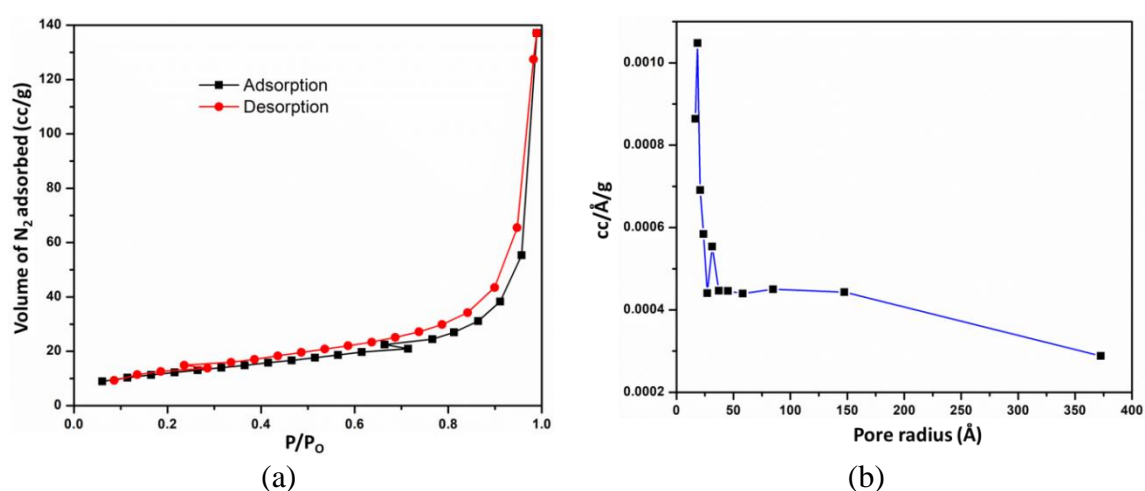 140
120
100
80
60
40
20
0
Volume of N₂ adsorbed (cc/g)
Adsorption
Desorption
0.0 0.2 0.4 0.6 0.8 1.0
P/P₀
(a)
0.0010
0.0008
0.0006
0.0004
0.0002
cc/Å/g
0 50 100 150 200 250 300 350 400
Pore radius (Å)
(b)